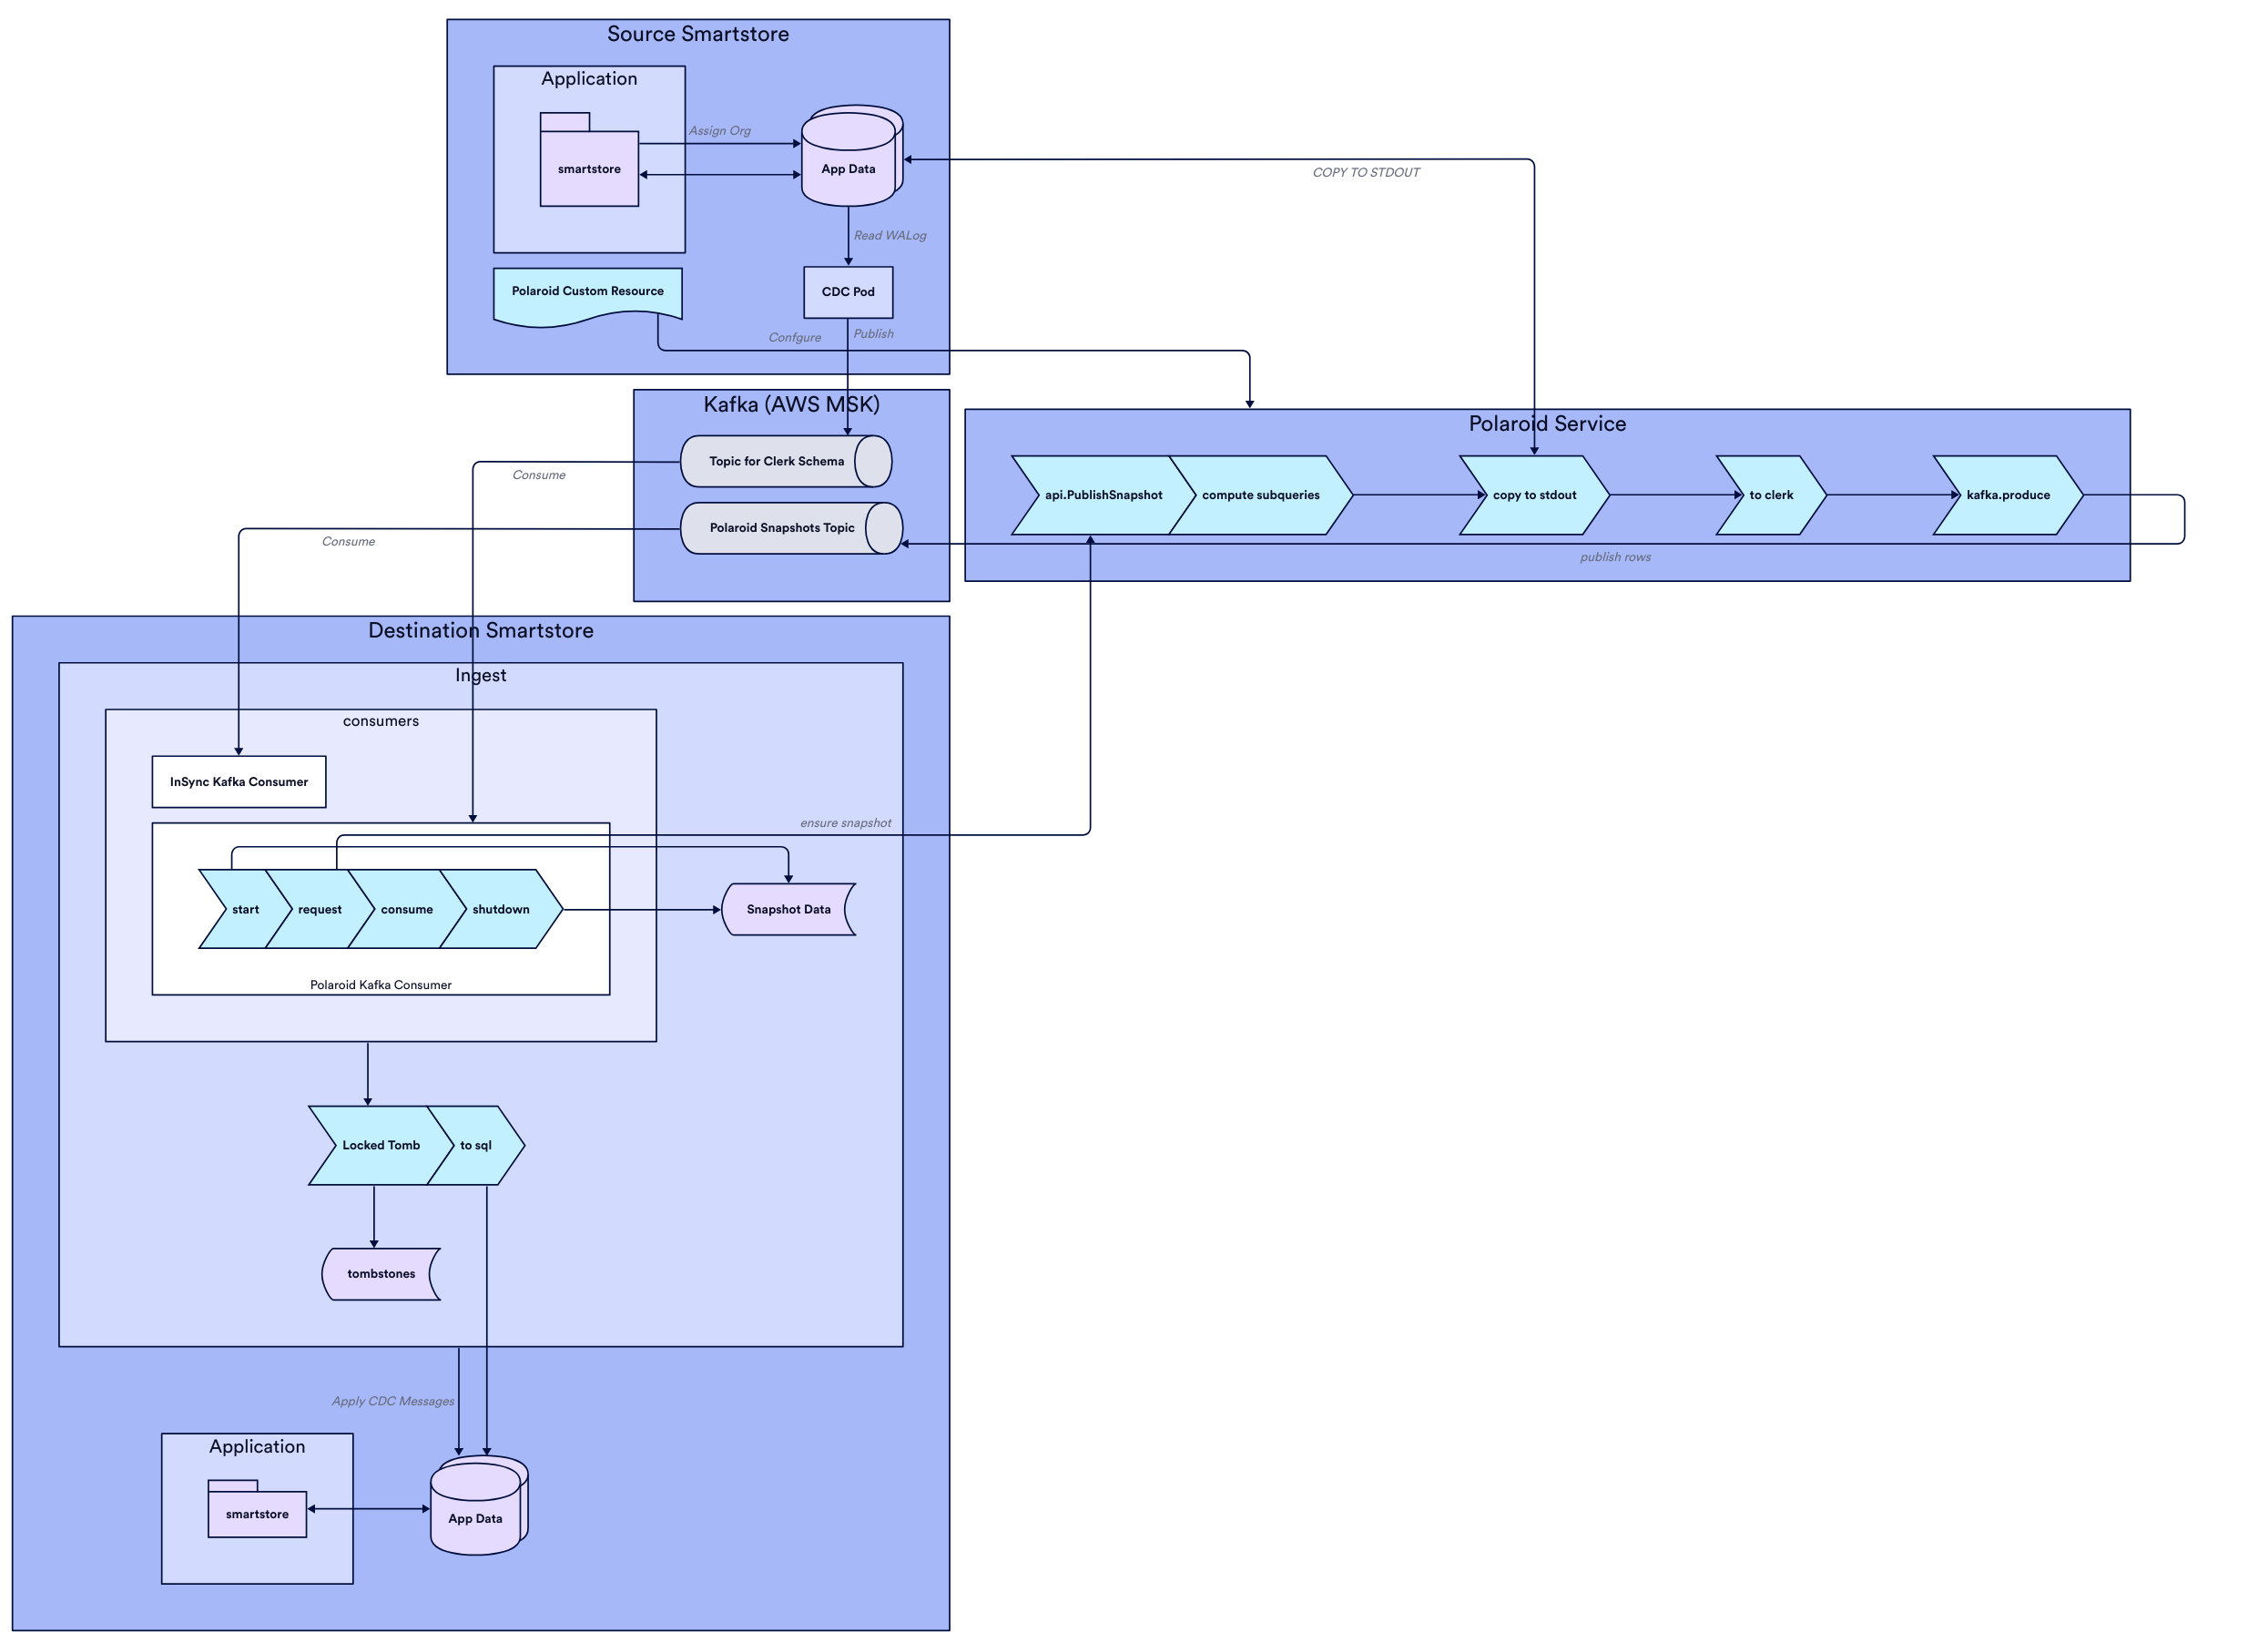 Source Smartstore
Application
smartstore
Assign Org
App Data
COPY TO STDOUT
Read WALog
Polaroid Custom Resource
CDC Pod
Confgure
Publish
Kafka (AWS MSK)
Topic for Clerk Schema
Consume
Polaroid Snapshots Topic
Consume
Polaroid Service
api.PublishSnapshot
compute subqueries
copy to stdout
to clerk
kafka.produce
publish rows
Destination Smartstore
Ingest
consumers
InSync Kafka Consumer
ensure snapshot
start
request
consume
shutdown
Snapshot Data
Polaroid Kafka Consumer
Locked Tomb
to sql
tombstones
Apply CDC Messages
Application
smartstore
App Data